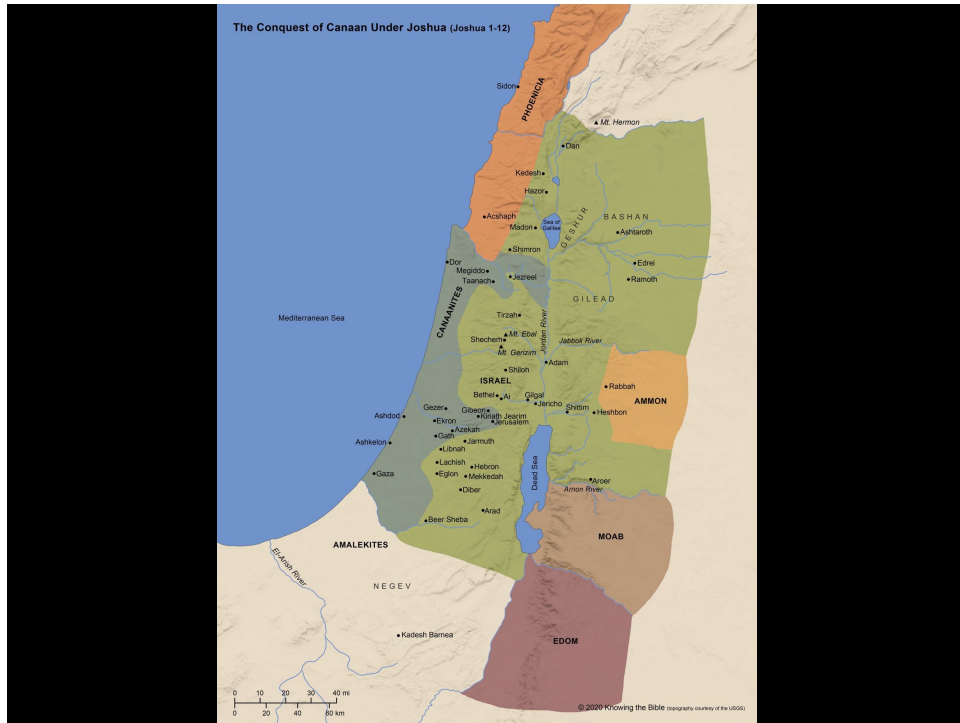 The Conquest of Canaan Under Joshua (Joshua 1-12)
Sidon
PHOENICIA
Mt. Hermon
Dan
Kedesh
Hazor
Acshaph
Madon
Sea of
Galilee
GESHUR
BASHAN
Ashtaroth
Shimron
Dor
Megiddo
Taanach
Jezreel
Edrei
Ramoth
CANAANITES
GILEAD
Mediterranean Sea
Tirzah
Mt. Ebal
Shechem
Mt. Gerizim
Jordan River
Jabbok River
Adam
Shiloh
ISRAEL
Rabbah
AMMON
Bethel
Ai
Gilgal
Jericho
Shittim
Heshbon
Gezer
Gibeon
Kiriath Jearim
Jerusalem
Ashdod
Ekron
Azekah
Gath
Jarmuth
Ashkelon
Libnah
Lachish
Hebron
Eglon
Mekkedah
Gaza
Diber
Dead Sea
Aroer
Arnon River
Arad
Beer Sheba
MOAB
AMALEKITES
El-Arish River
NEGEV
Kadesh Barnea
EDOM
0 10 20 30 40 mi
0 20 40 60 km
© 2020 Knowing the Bible (topography courtesy of the USGS)